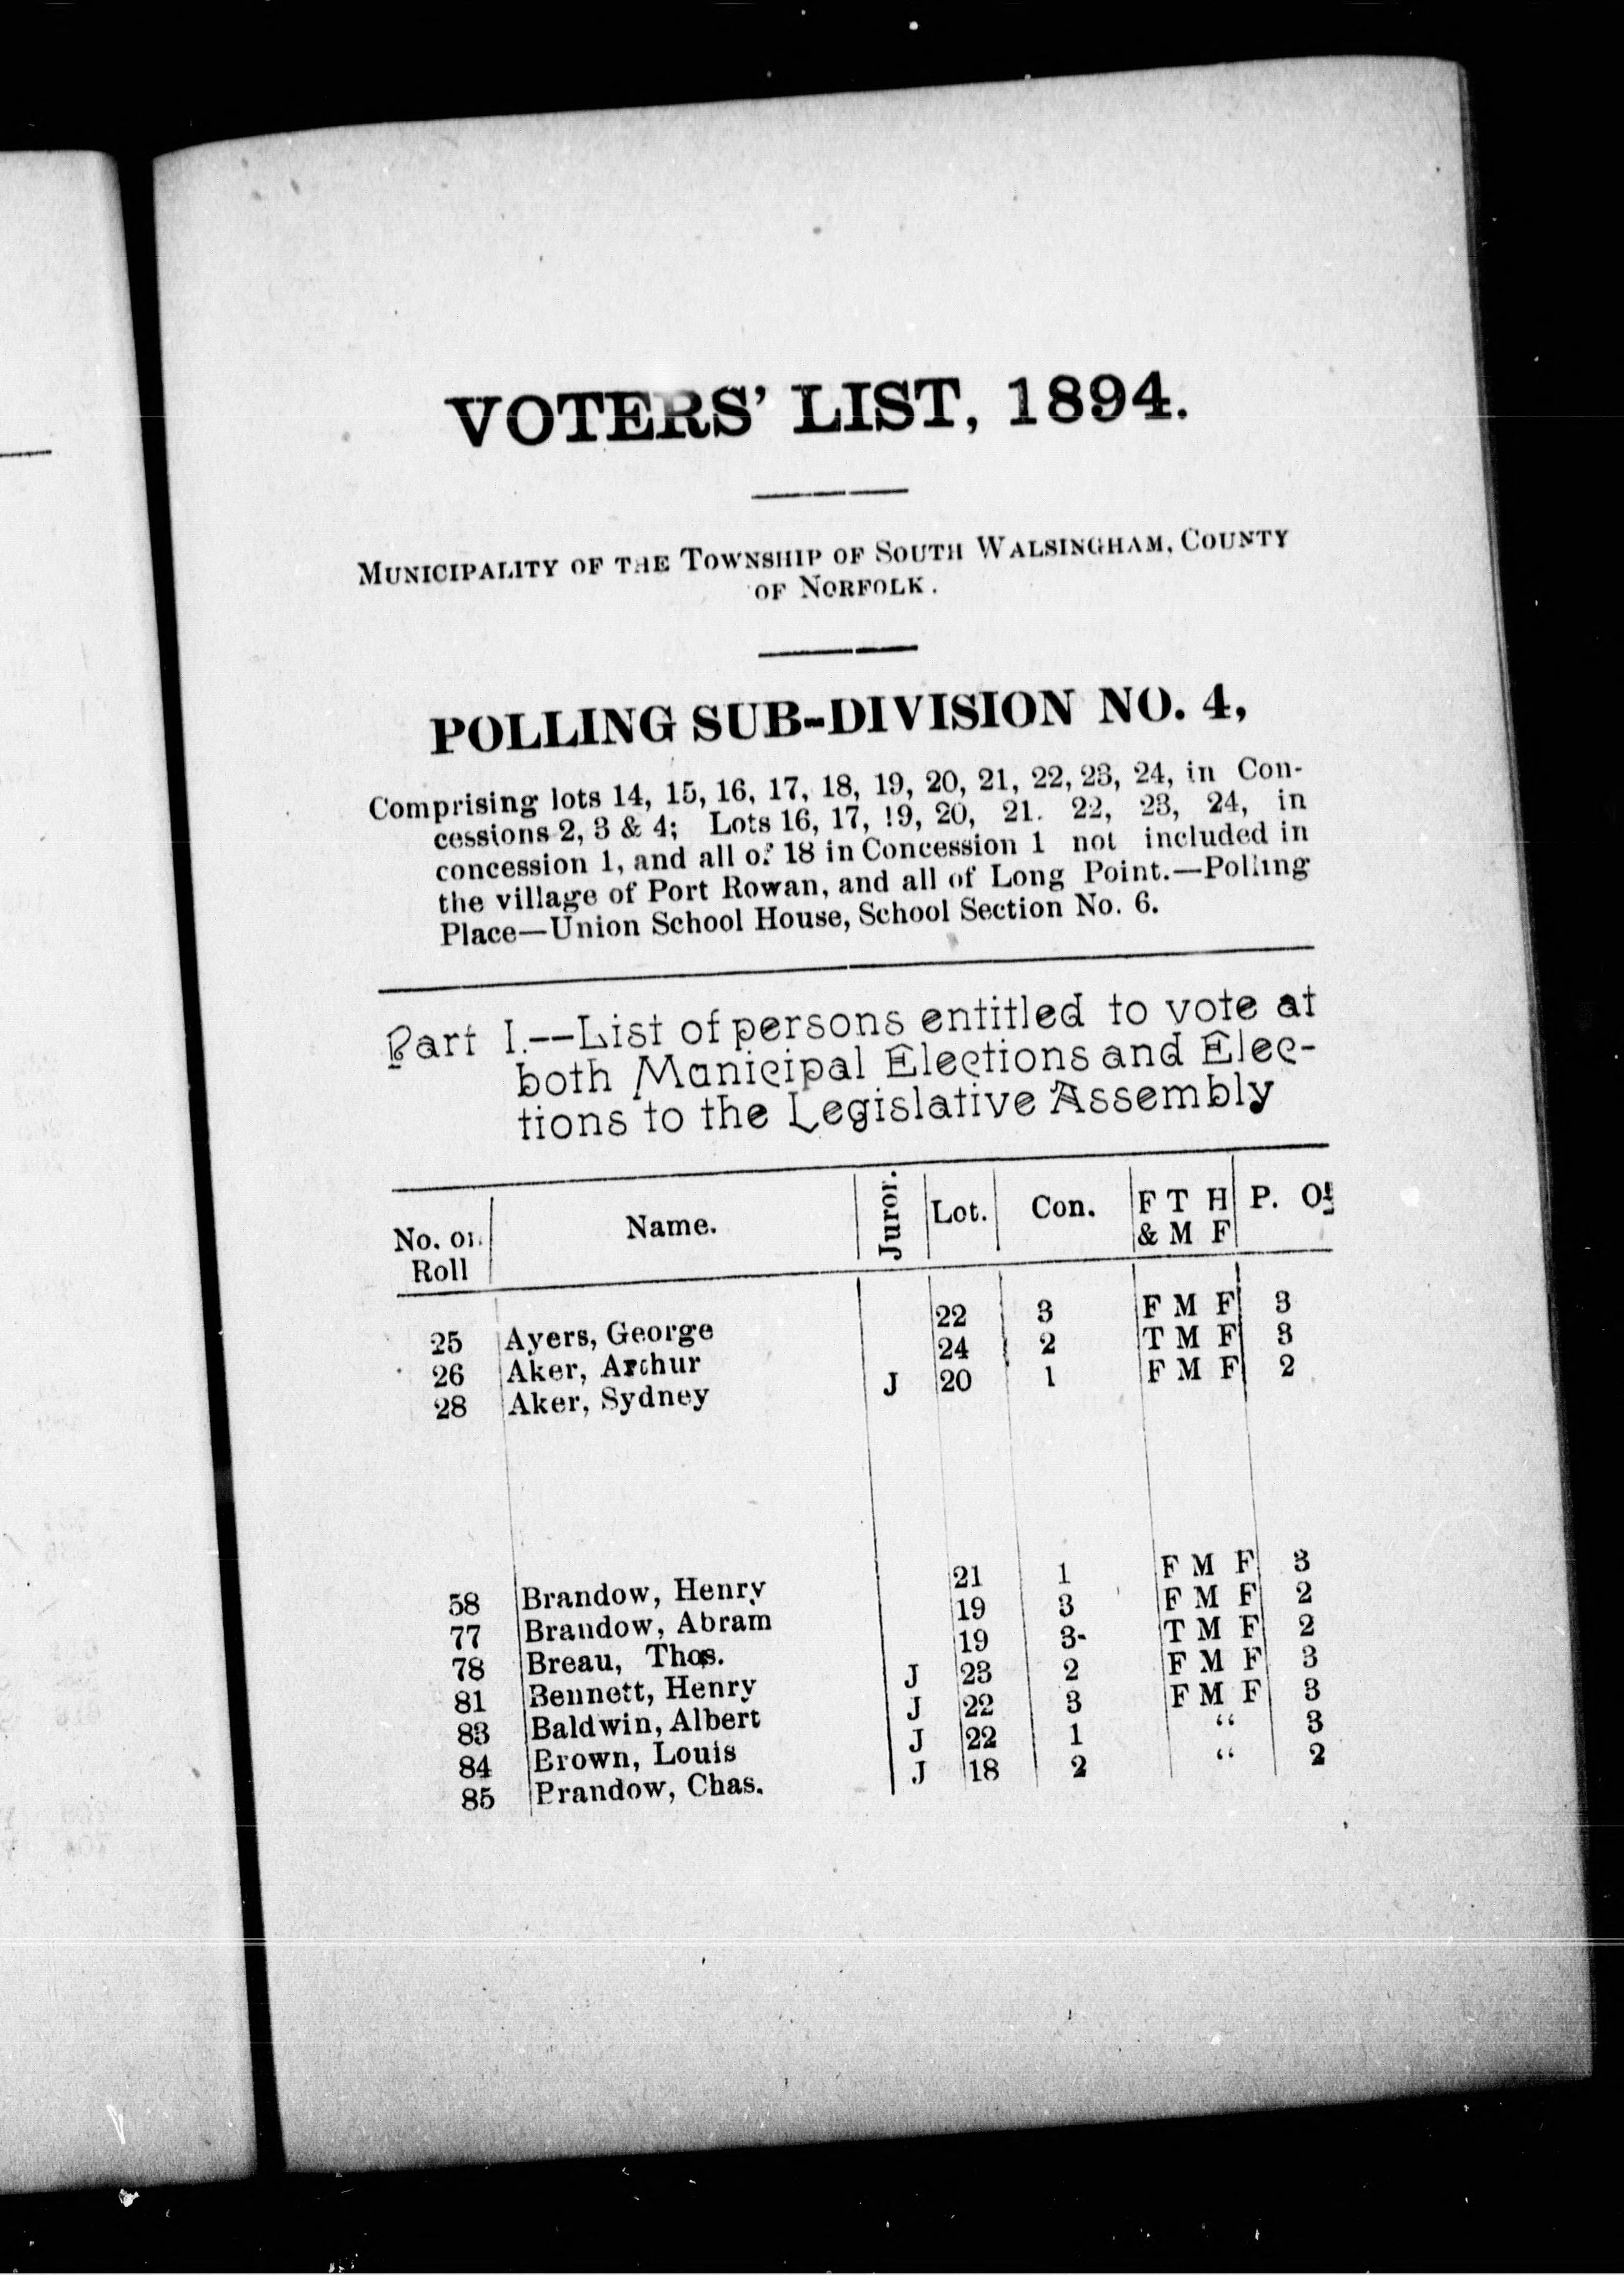 VOTERS' LIST, 1894.
MUNICIPALITY OF THE TOWNSHIP OF SOUTH WALSINGHAM, COUNTY
OF NORFOLK.
POLLING SUB-DIVISION NO. 4,
Comprising lots 14, 15, 16, 17, 18, 19, 20, 21, 22, 23, 24, in Con-
cessions 2, 3 & 4; Lots 16, 17, 19, 20, 21. 22, 23, 24, in
concession 1, and all of 18 in Concession 1 not included in
the village of Port Rowan, and all of Long Point.—Polling
Place—Union School House, School Section No. 6.
Part I.--List of persons entitled to vote at
both Municipal Elections and Elec-
tions to the Legislative Assembly
No. on Roll Name. Juror. Lot. Con. F T H & M F P. Of
25 Ayers, George 22 3 F M F 3
26 Aker, Arthur 24 2 T M F 3
28 Aker, Sydney J 20 1 F M F 2
58 Brandow, Henry 21 1 F M F 3
77 Brandow, Abram 19 3 F M F 2
78 Breau, Thos. 19 3- T M F 2
81 Bennett, Henry J 23 2 F M F 3
83 Baldwin, Albert J 22 3 F M F 3
84 Brown, Louis J 22 1 “ 3
85 Brandow, Chas. J 18 2 “ 2